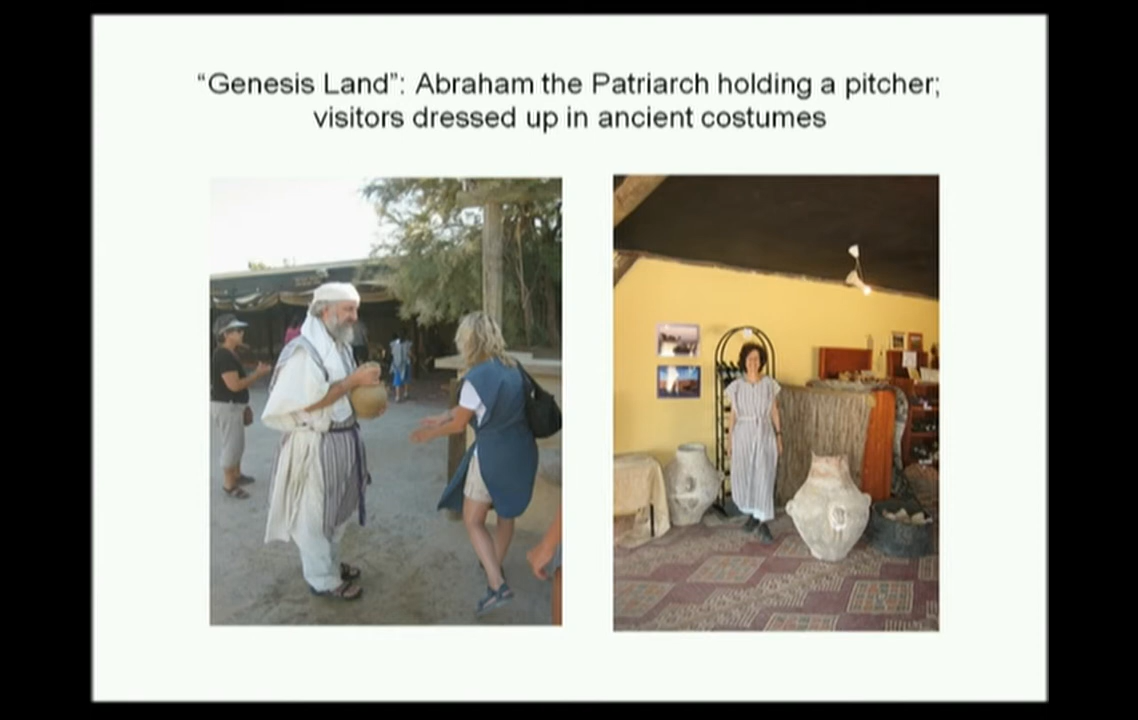 “Genesis Land”: Abraham the Patriarch holding a pitcher;
visitors dressed up in ancient costumes